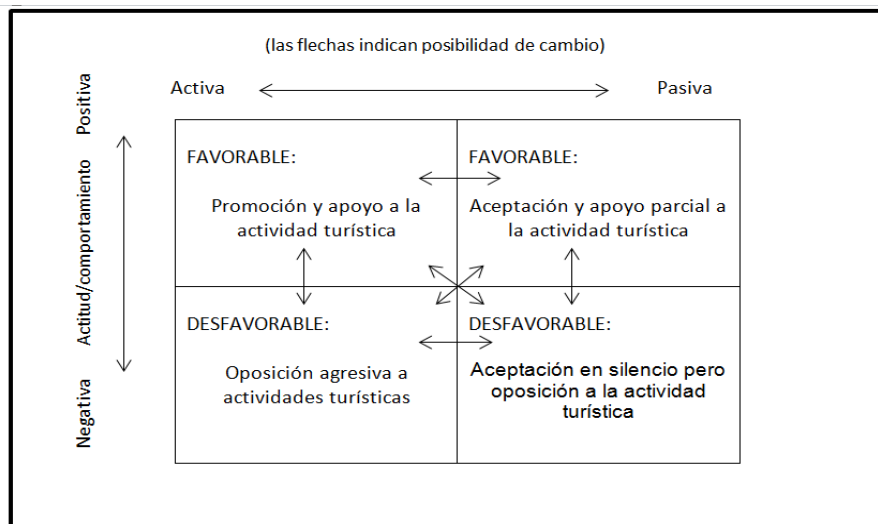 (las flechas indican posibilidad de cambio)
Activa
Pasiva
Positiva
Actitud/comportamiento
Negativa
FAVORABLE:
Promoción y apoyo a la
actividad turística
FAVORABLE:
Aceptación y apoyo parcial a
la actividad turística
DESFAVORABLE:
Oposición agresiva a
actividades turísticas
DESFAVORABLE:
Aceptación en silencio pero
oposición a la actividad
turística